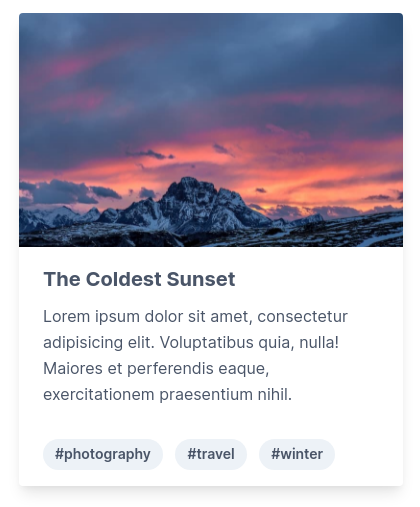 The Coldest Sunset
Lorem ipsum dolor sit amet, consectetur
adipisicing elit. Voluptatibus quia, nulla!
Maiores et perferendis eaque,
exercitationem praesentium nihil.
#photography #travel #winter